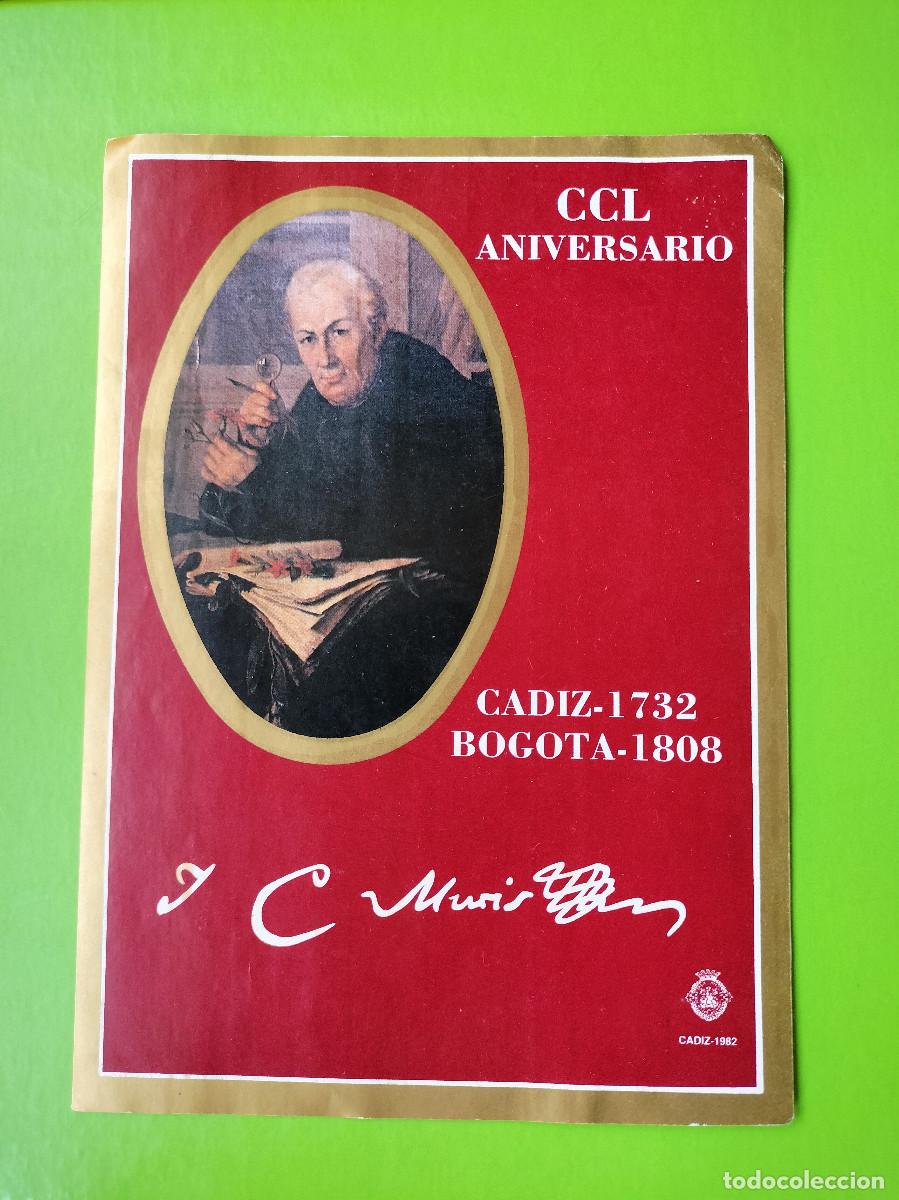 CCL
ANIVERSARIO
CADIZ-1732
BOGOTA-1808
CADIZ-1982
todocoleccion